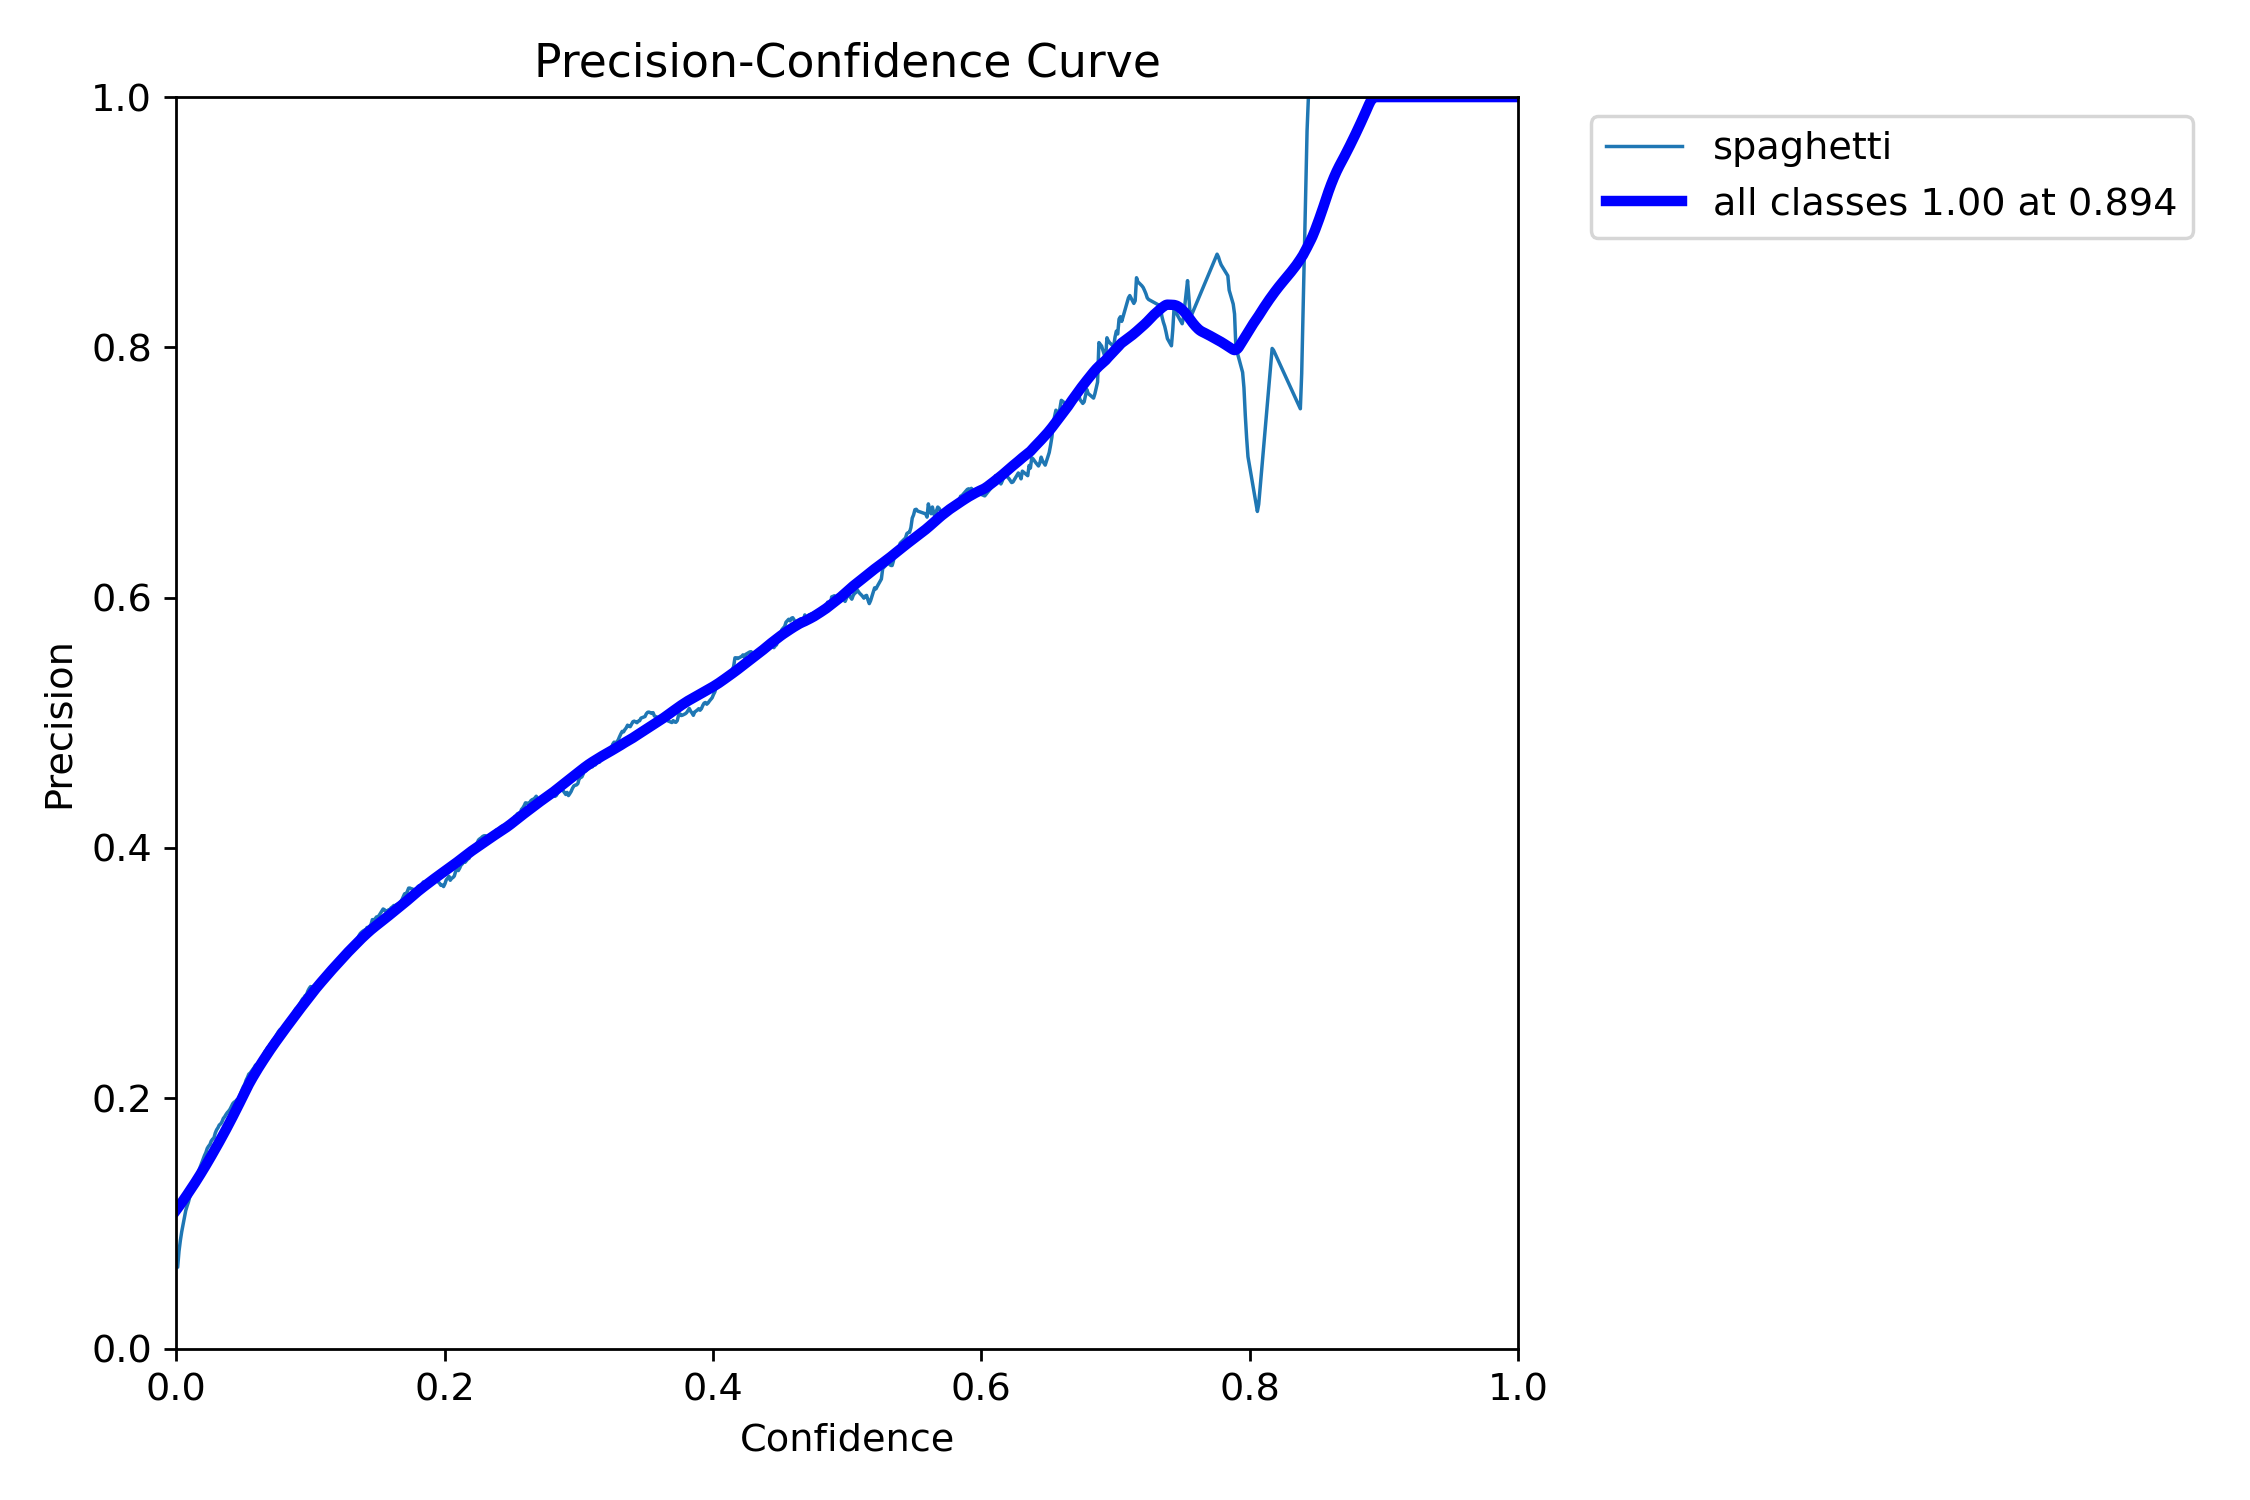 Precision-Confidence Curve
1.0
0.8
0.6
0.4
0.2
0.0
Precision
0.0 0.2 0.4 0.6 0.8 1.0
Confidence
spaghetti
all classes 1.00 at 0.894